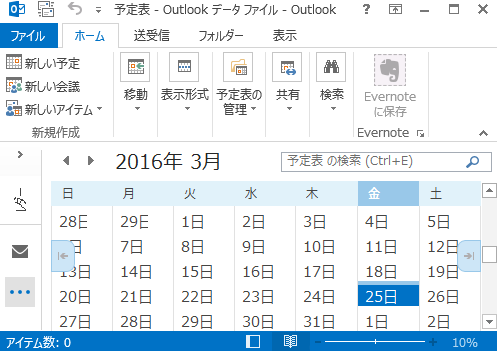 予定表 - Outlook データ ファイル - Outlook
ファイル ホーム 送受信 フォルダー 表示
新しい予定
新しい会議
新しいアイテム
新規作成
移動
表示形式
予定表の
管理
共有
検索
Evernote
に保存
Evernote
2016年 3月
予定表 の検索 (Ctrl+E)
日 月 火 水 木 金 土
28日 29日 1日 2日 3日 4日 5日
7日 8日 9日 10日 11日 12日
13日 14日 15日 16日 17日 18日 19日
20日 21日 22日 23日 24日 25日 26日
27日 28日 29日 30日 31日 1日 2日
アイテム数: 0
10%